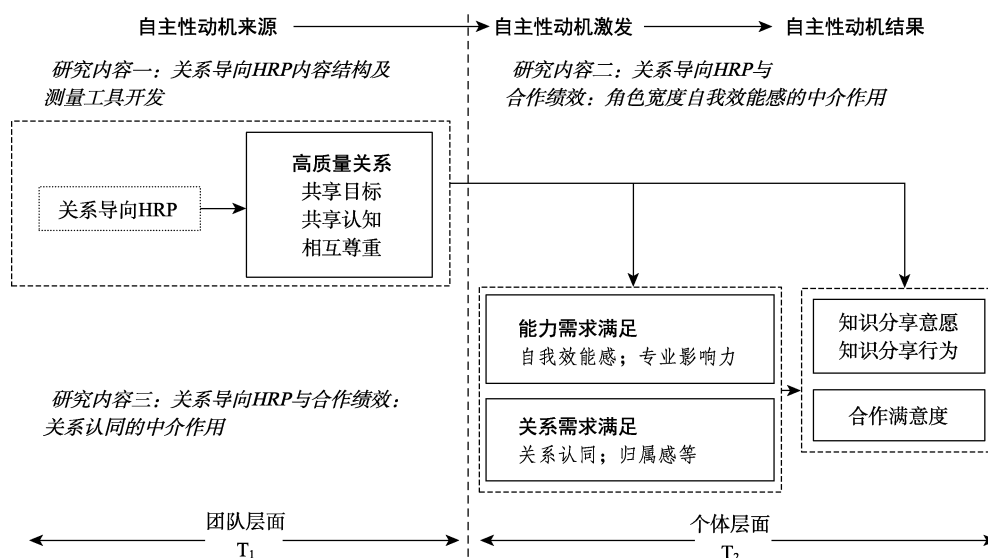 自主性动机来源
自主性动机激发
自主性动机结果
研究内容一：关系导向HRP内容结构及
测量工具开发
研究内容二：关系导向HRP与
合作绩效：角色宽度自我效能感的中介作用
关系导向HRP
高质量关系
共享目标
共享认知
相互尊重
能力需求满足
自我效能感；专业影响力
关系需求满足
关系认同；归属感等
知识分享意愿
知识分享行为
合作满意度
研究内容三：关系导向HRP与合作绩效：
关系认同的中介作用
团队层面
T1
个体层面
T2